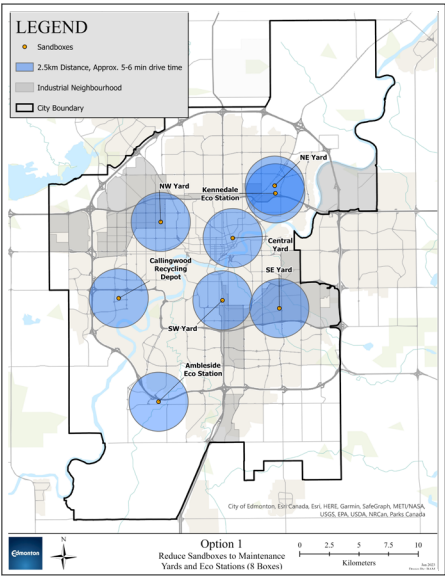 LEGEND
Sandboxes
2.5km Distance, Approx. 5-6 min drive time
Industrial Neighbourhood
City Boundary
NE Yard
NW Yard
Kennedale
Eco Station
Central
Yard
Callingwood
Recycling
Depot
SE Yard
SW Yard
Ambleside
Eco Station
City of Edmonton, Esri Canada, Esri, HERE, Garmin, SafeGraph, METI/NASA,
USGS, EPA, USDA, NRCan, Parks Canada
Edmonton
N
Option 1
Reduce Sandboxes to Maintenance
Yards and Eco Stations (8 Boxes)
0 2.5 5 7.5 10
Kilometers